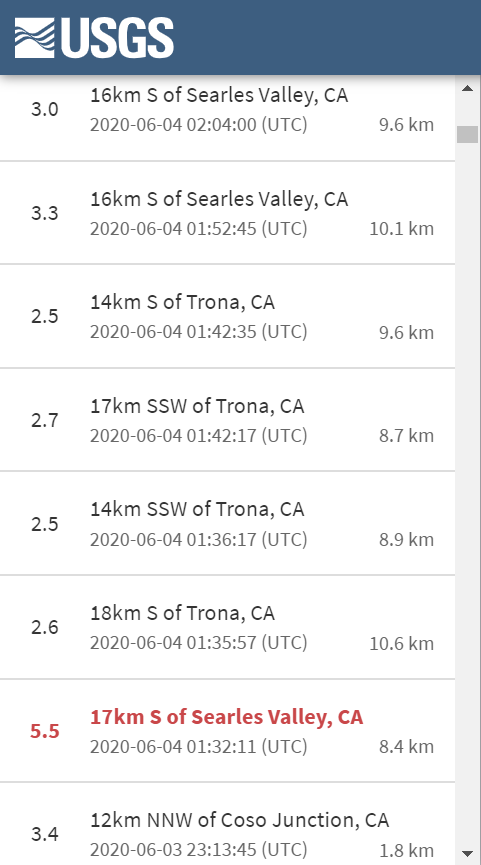 USGS
3.0
16km S of Searles Valley, CA
2020-06-04 02:04:00 (UTC) 9.6 km
3.3
16km S of Searles Valley, CA
2020-06-04 01:52:45 (UTC) 10.1 km
2.5
14km S of Trona, CA
2020-06-04 01:42:35 (UTC) 9.6 km
2.7
17km SSW of Trona, CA
2020-06-04 01:42:17 (UTC) 8.7 km
2.5
14km SSW of Trona, CA
2020-06-04 01:36:17 (UTC) 8.9 km
2.6
18km S of Trona, CA
2020-06-04 01:35:57 (UTC) 10.6 km
5.5
17km S of Searles Valley, CA
2020-06-04 01:32:11 (UTC) 8.4 km
3.4
12km NNW of Coso Junction, CA
2020-06-03 23:13:45 (UTC) 1.8 km